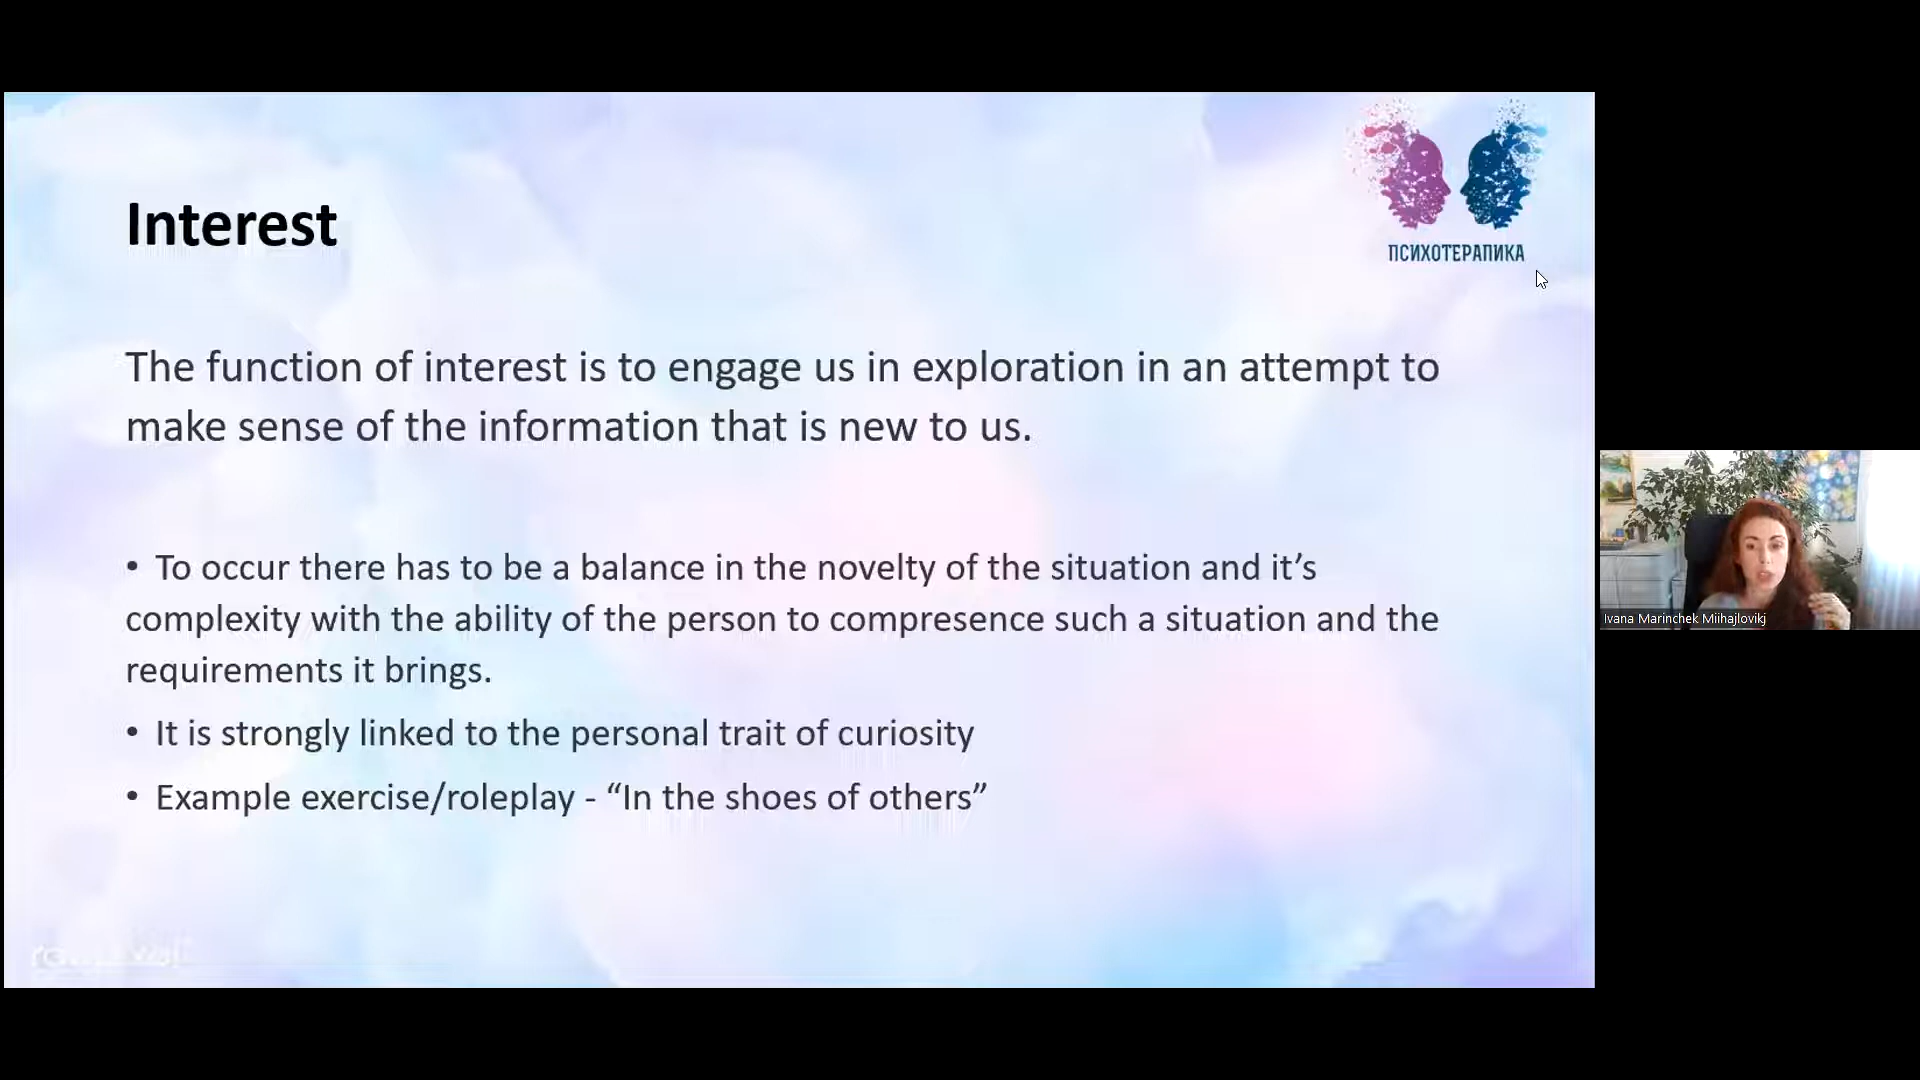 ПСИХОТЕРАПИКА
Interest
The function of interest is to engage us in exploration in an attempt to
make sense of the information that is new to us.
• To occur there has to be a balance in the novelty of the situation and it’s
complexity with the ability of the person to compresence such a situation and the
requirements it brings.
• It is strongly linked to the personal trait of curiosity
• Example exercise/roleplay - “In the shoes of others”
Ivana Marinchek Miihajlovikj